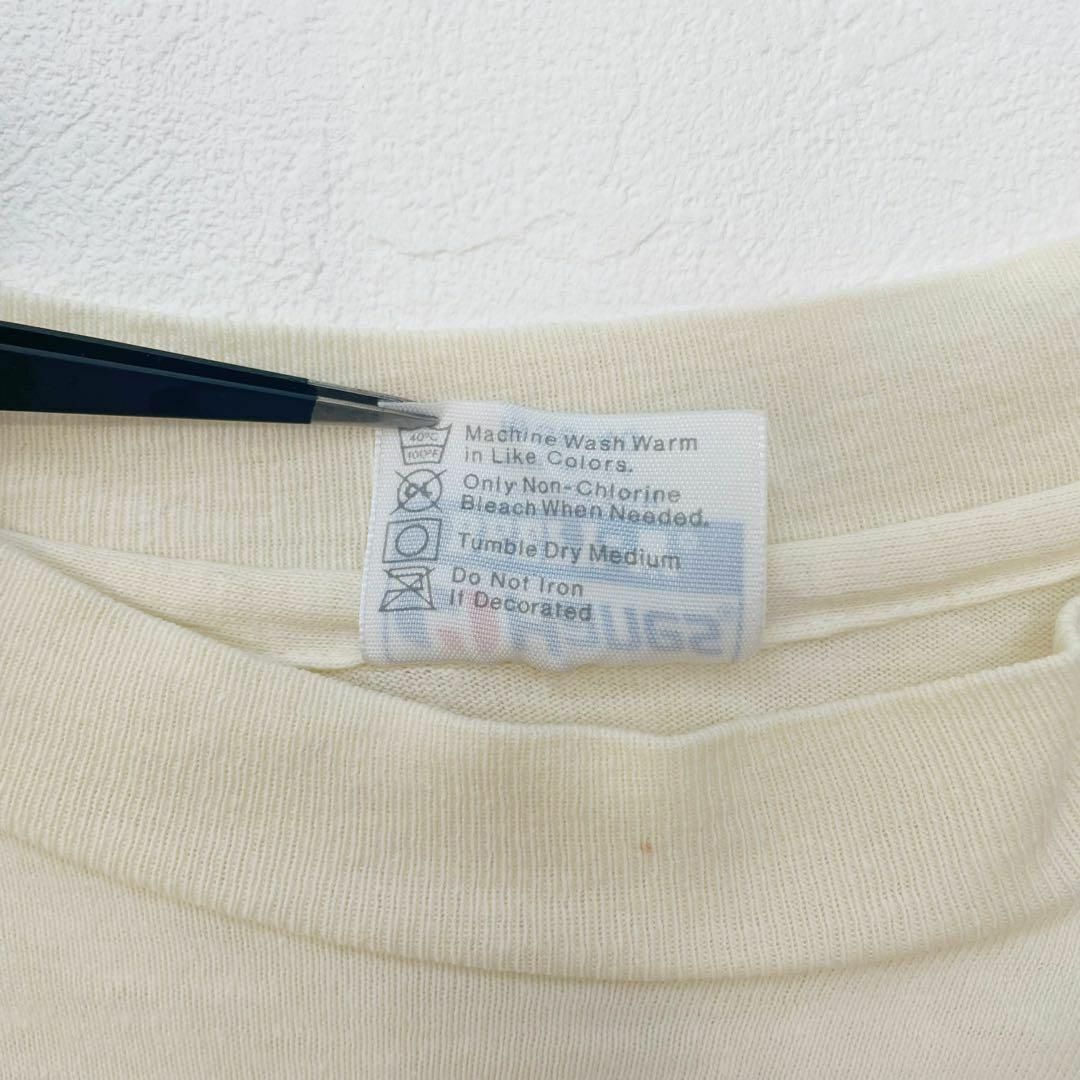 40°C
100°F
Machine Wash Warm
in Like Colors.
CL
Only Non-Chlorine
Bleach When Needed.
Tumble Dry Medium
Do Not Iron
If Decorated